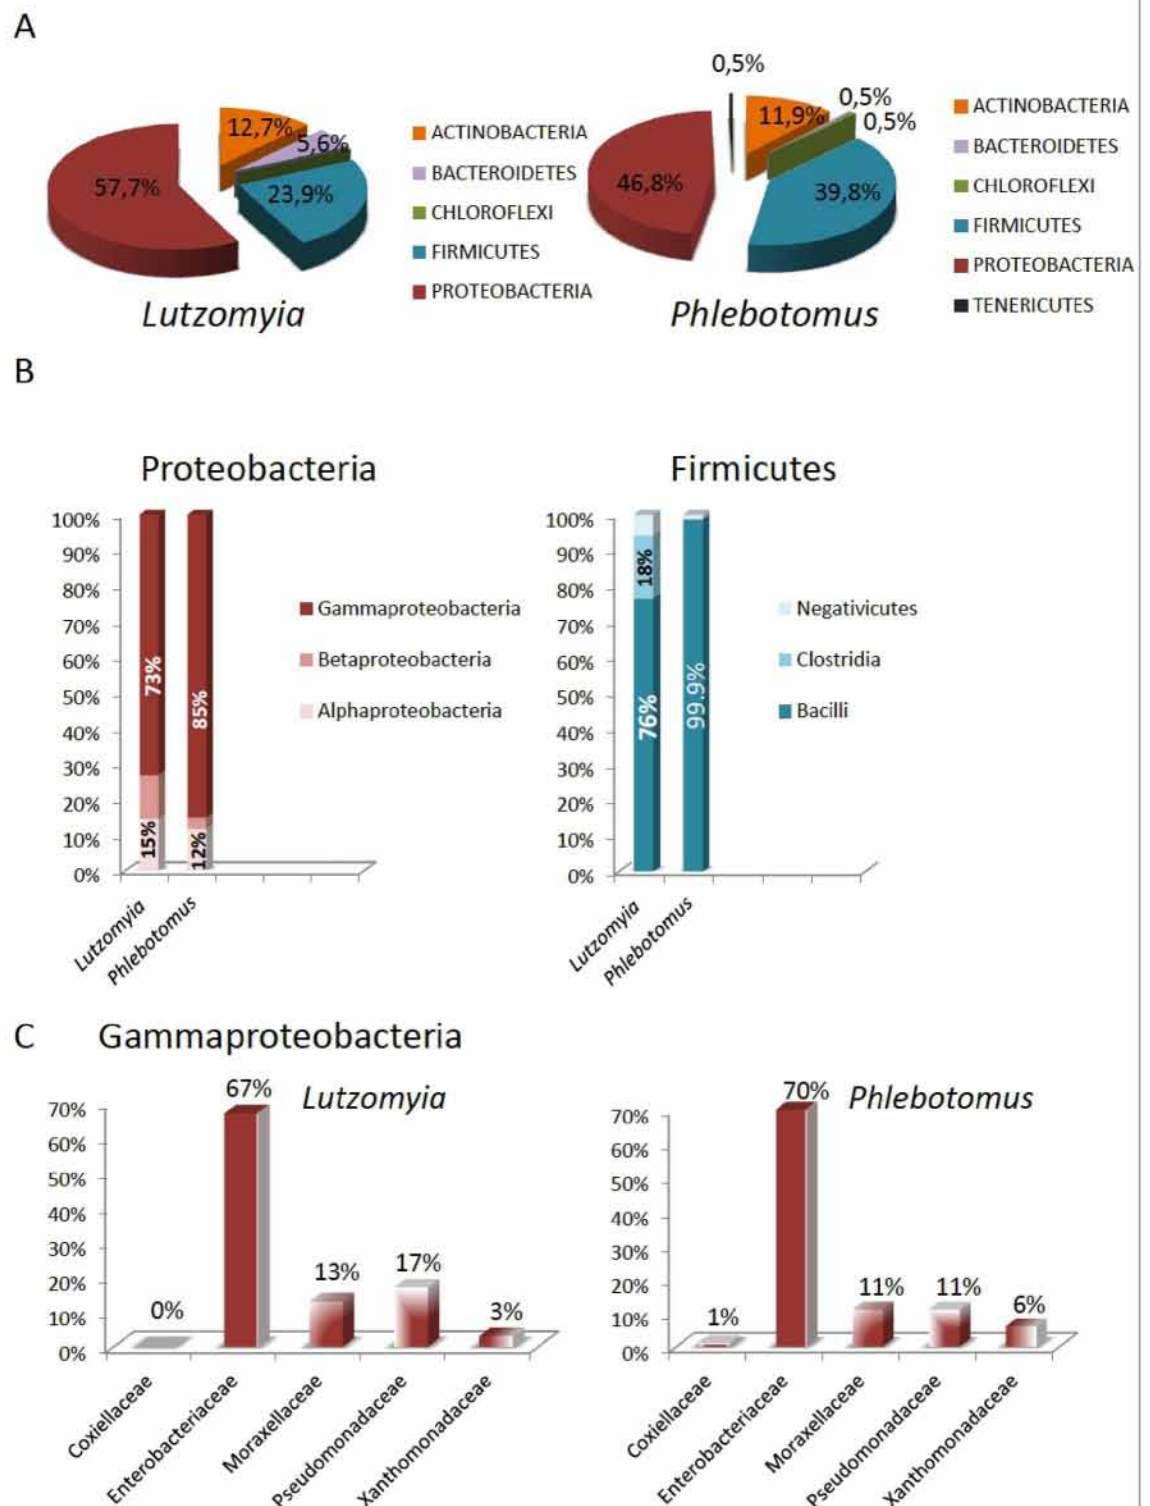 A
12,7%
5,6%
57,7%
23,9%
ACTINOBACTERIA
BACTEROIDETES
CHLOROFLEXI
FIRMICUTES
PROTEOBACTERIA
Lutzomyia
0,5%
11,9%
0,5%
0,5%
46,8%
39,8%
ACTINOBACTERIA
BACTEROIDETES
CHLOROFLEXI
FIRMICUTES
PROTEOBACTERIA
TENERICUTES
Phlebotomus
B
Proteobacteria
100%
90%
80%
70%
60%
50%
40%
30%
20%
10%
0%
73%
85%
15%
12%
Gammaproteobacteria
Betaproteobacteria
Alphaproteobacteria
Lutzomyia
Phlebotomus
Firmicutes
100%
90%
80%
70%
60%
50%
40%
30%
20%
10%
0%
18%
76%
99.9%
Negativicutes
Clostridia
Bacilli
Lutzomyia
Phlebotomus
C Gammaproteobacteria
Lutzomyia
70%
60%
50%
40%
30%
20%
10%
0%
0%
67%
13%
17%
3%
Coxiellaceae
Enterobacteriaceae
Moraxellaceae
Pseudomonadaceae
Xanthomonadaceae
Phlebotomus
70%
60%
50%
40%
30%
20%
10%
0%
1%
70%
11%
11%
6%
Coxiellaceae
Enterobacteriaceae
Moraxellaceae
Pseudomonadaceae
Xanthomonadaceae